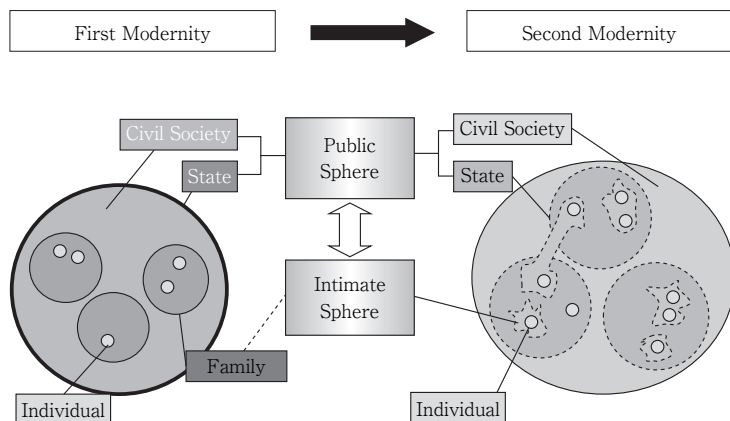 First Modernity
Second Modernity
Civil Society
State
Public
Sphere
Civil Society
State
Intimate
Sphere
Family
Individual
Individual